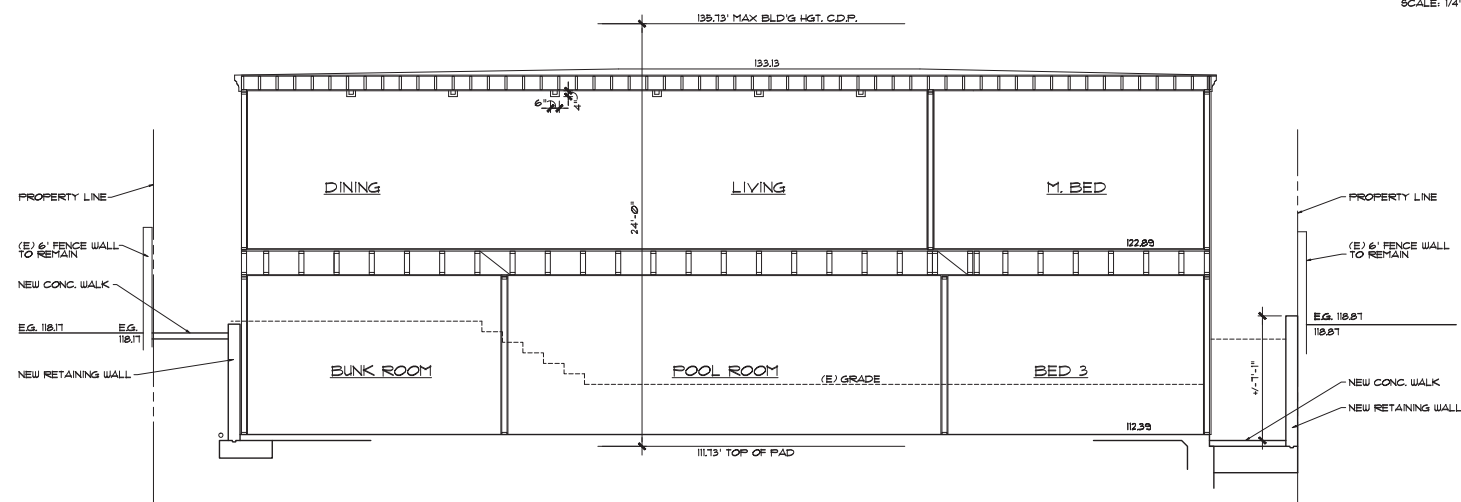 SCALE: 1/4"
135.73' MAX BLD'G HGT. C.D.P.
133.13
6"
4"
DINING
LIVING
M. BED
24'-0"
PROPERTY LINE
PROPERTY LINE
(E) 6' FENCE WALL
TO REMAIN
(E) 6' FENCE WALL
TO REMAIN
122.89
NEW CONC. WALK
E.G. 118.17
E.G.
118.17
E.G. 118.87
118.87
NEW RETAINING WALL
BUNK ROOM
POOL ROOM
(E) GRADE
BED 3
+/-7'-1"
NEW CONC. WALK
NEW RETAINING WALL
112.39
111.73' TOP OF PAD